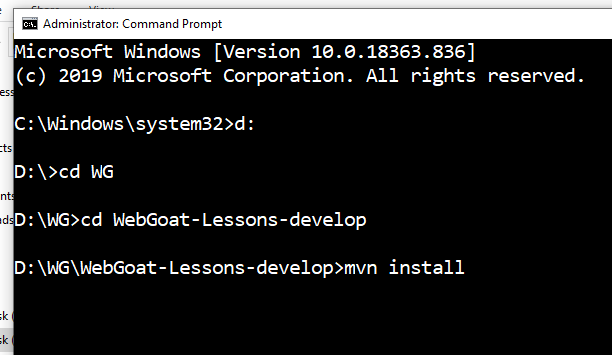 Administrator: Command Prompt
Microsoft Windows [Version 10.0.18363.836]
(c) 2019 Microsoft Corporation. All rights reserved.
C:\Windows\system32>d:
D:\>cd WG
D:\WG>cd WebGoat-Lessons-develop
D:\WG\WebGoat-Lessons-develop>mvn install